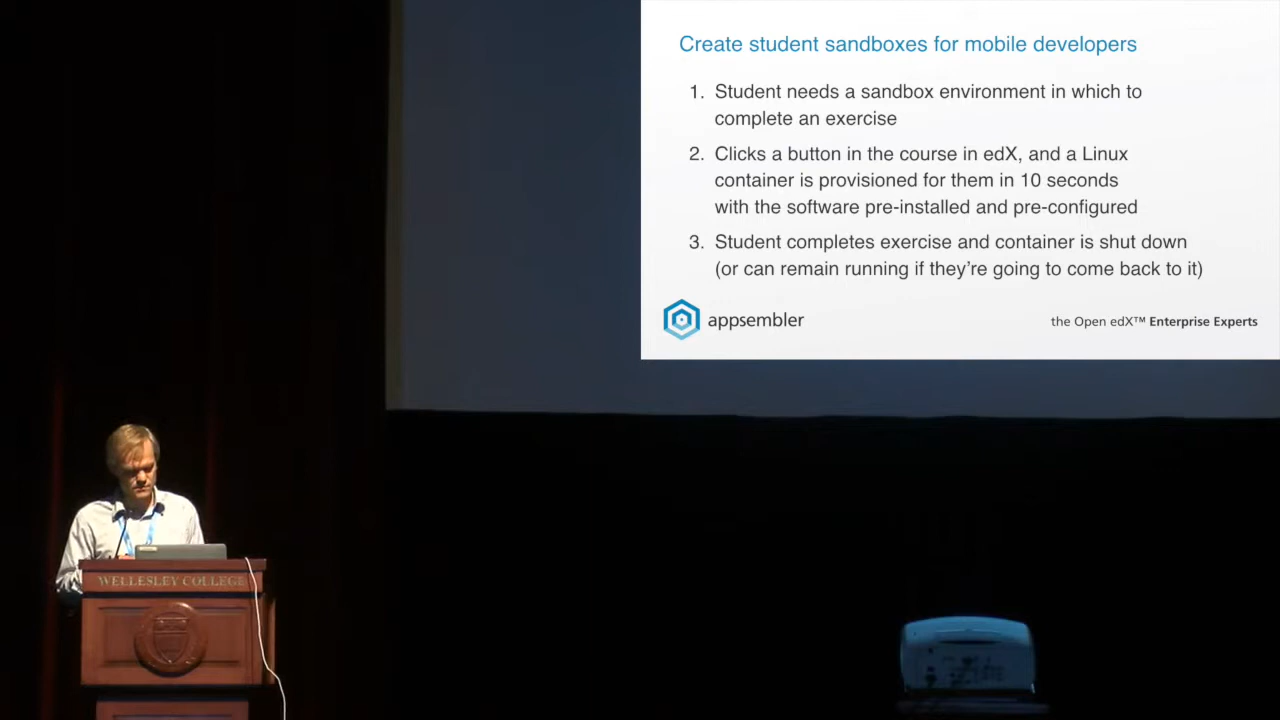 Create student sandboxes for mobile developers
1. Student needs a sandbox environment in which to
complete an exercise
2. Clicks a button in the course in edX, and a Linux
container is provisioned for them in 10 seconds
with the software pre-installed and pre-configured
3. Student completes exercise and container is shut down
(or can remain running if they're going to come back to it)
appsembler
the Open edX™ Enterprise Experts
WELLESLEY COLLEGE